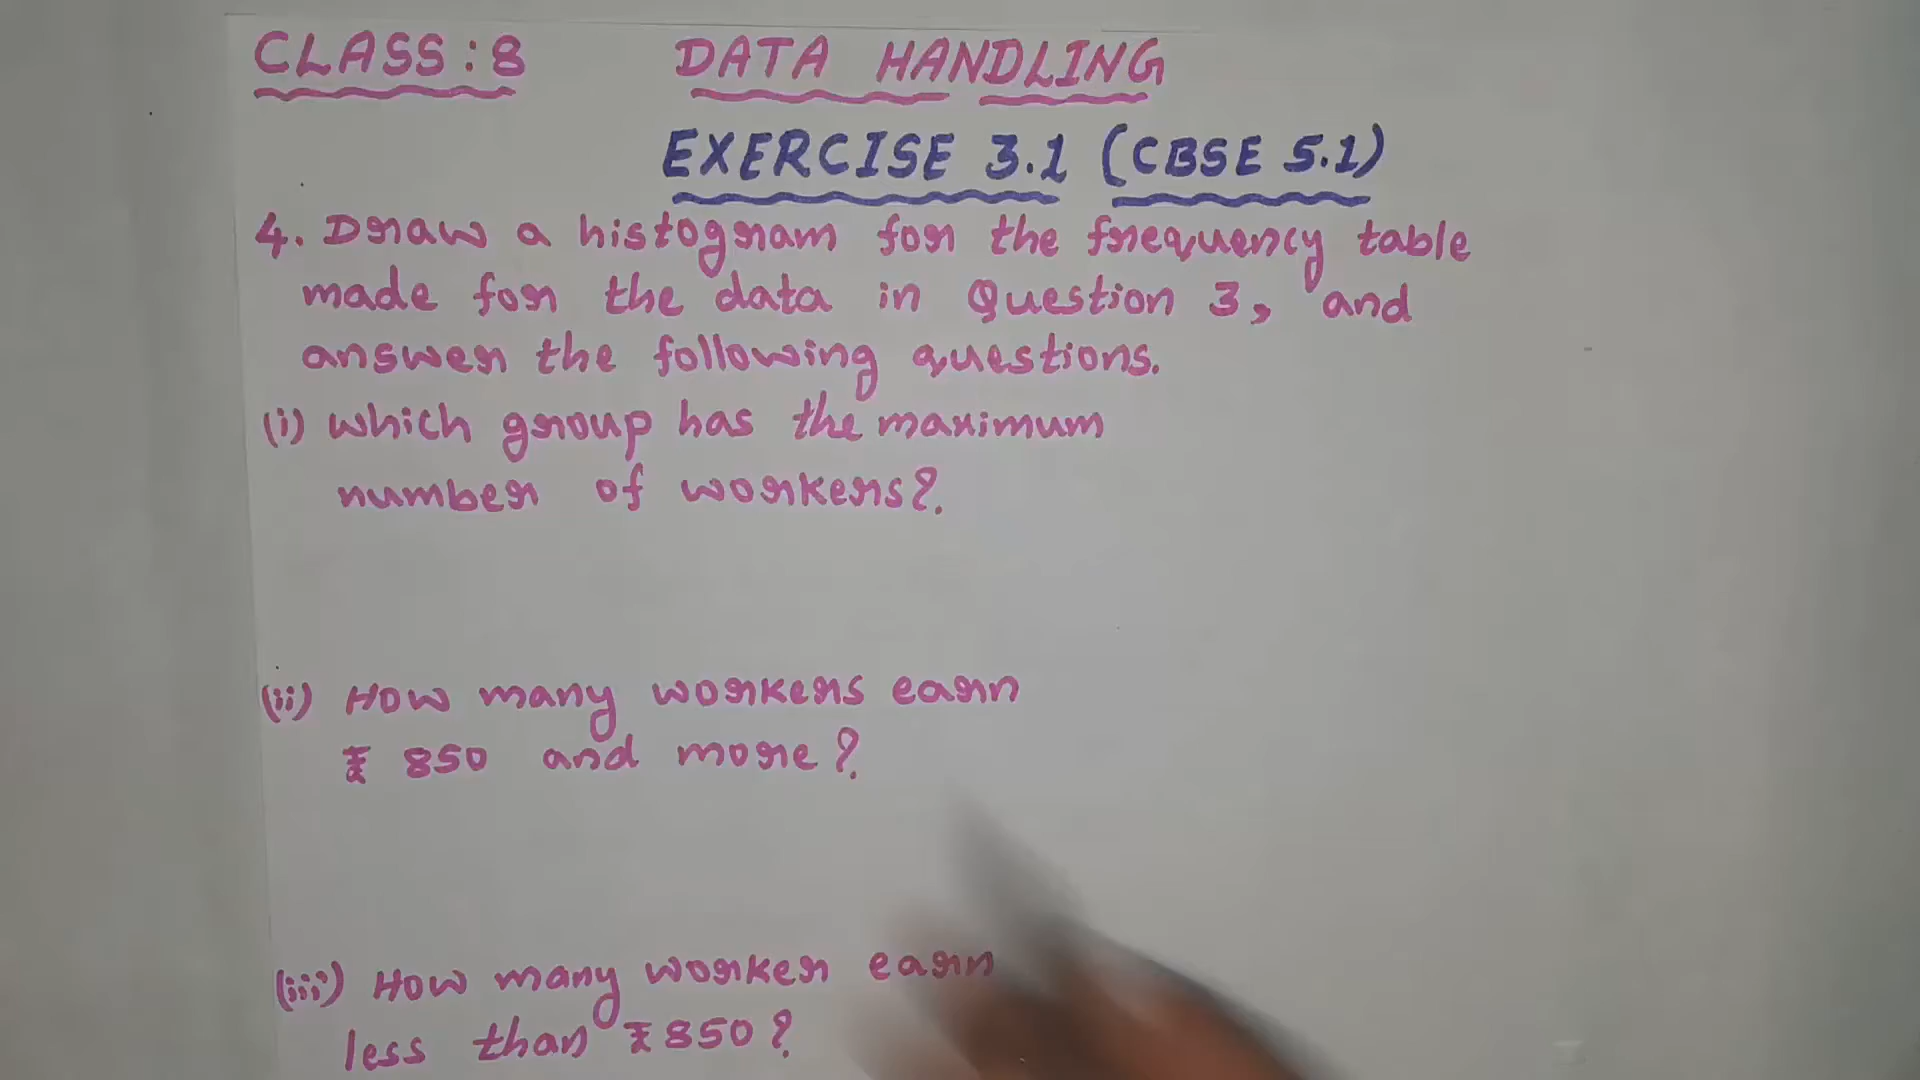 CLASS:8 DATA HANDLING
EXERCISE 3.1 (CBSE 5.1)
4. Draw a histogram for the frequency table
made for the data in Question 3, and
answer the following questions.
(i) which group has the maximum
number of workers?.
(ii) How many workers earn
₹ 850 and more?
(iii) How many worker earn
less than ₹850?